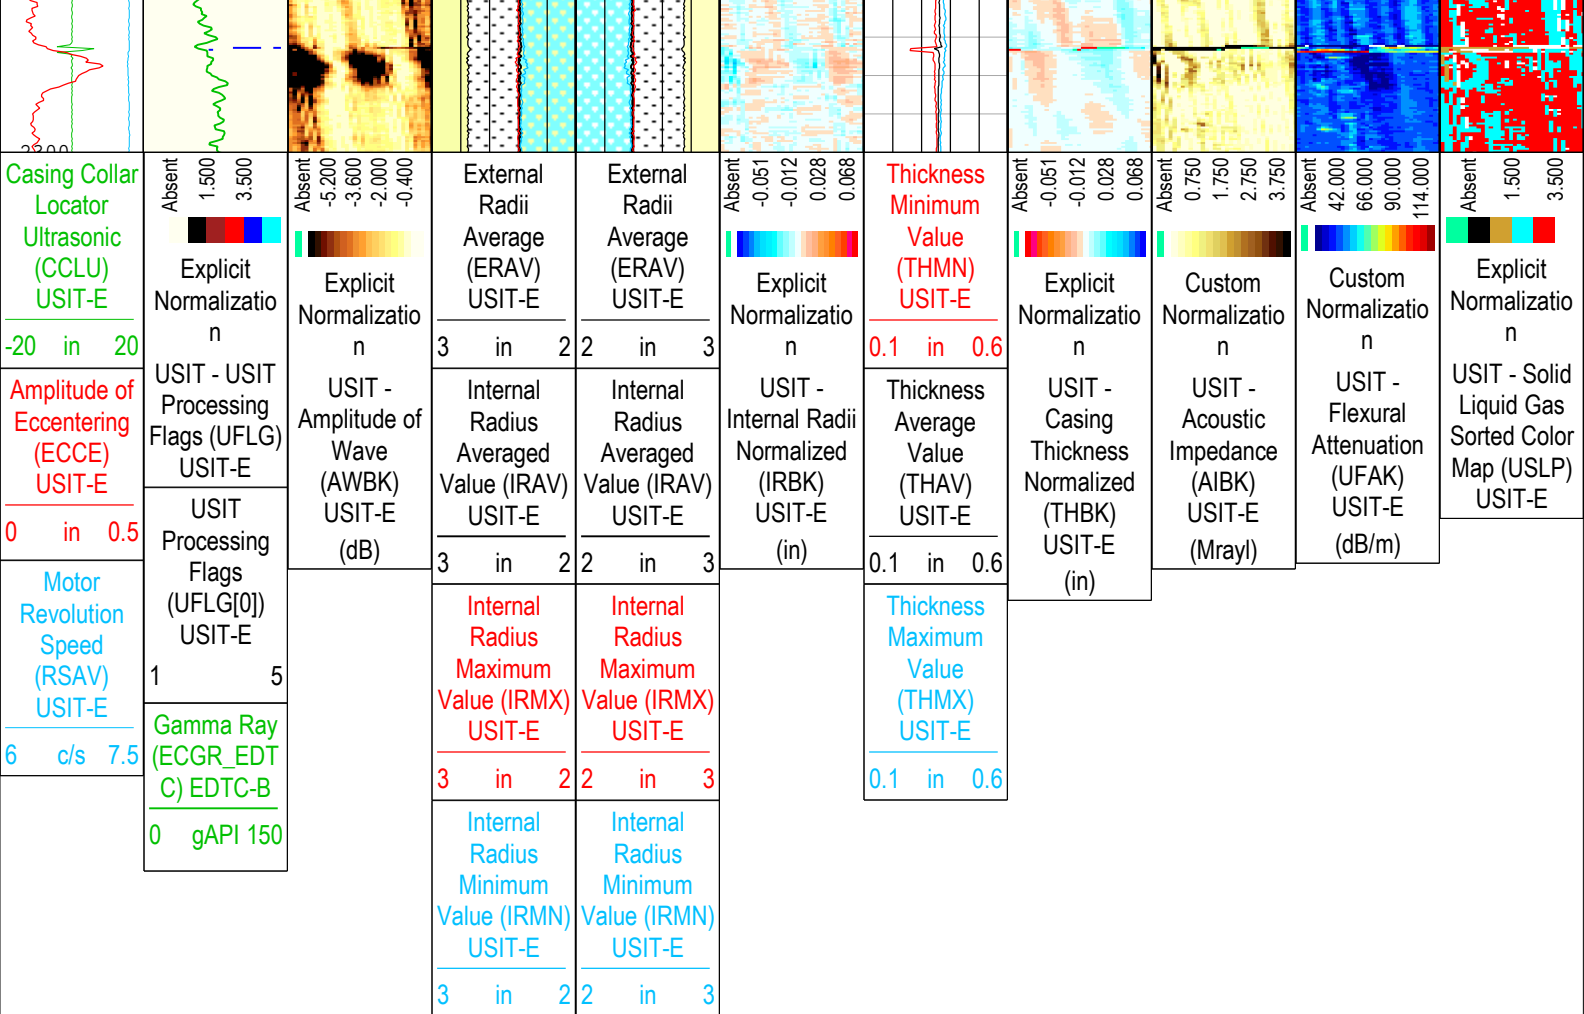 2300
Casing Collar
Locator
Ultrasonic
(CCLU)
USIT-E
-20 in 20
Amplitude of
Eccentering
(ECCE)
USIT-E
0 in 0.5
Motor
Revolution
Speed
(RSAV)
USIT-E
6 c/s 7.5
Absent
1.500
3.500
Explicit
Normalizatio
n
USIT - USIT
Processing
Flags (UFLG)
USIT-E
USIT
Processing
Flags
(UFLG[0])
USIT-E
1 5
Gamma Ray
(ECGR_EDT
C) EDTC-B
0 gAPI 150
Absent
-5.200
-3.600
-2.000
-0.400
Explicit
Normalizatio
n
USIT -
Amplitude of
Wave
(AWBK)
USIT-E
(dB)
External
Radii
Average
(ERAV)
USIT-E
3 in 2
Internal
Radius
Averaged
Value (IRAV)
USIT-E
3 in 2
Internal
Radius
Maximum
Value (IRMX)
USIT-E
3 in 2
Internal
Radius
Minimum
Value (IRMN)
USIT-E
3 in 2
External
Radii
Average
(ERAV)
USIT-E
2 in 3
Internal
Radius
Averaged
Value (IRAV)
USIT-E
2 in 3
Internal
Radius
Maximum
Value (IRMX)
USIT-E
2 in 3
Internal
Radius
Minimum
Value (IRMN)
USIT-E
2 in 3
Absent
-0.051
-0.012
0.028
0.068
Explicit
Normalizatio
n
USIT -
Internal Radii
Normalized
(IRBK)
USIT-E
(in)
Thickness
Minimum
Value
(THMN)
USIT-E
0.1 in 0.6
Thickness
Average
Value
(THAV)
USIT-E
0.1 in 0.6
Thickness
Maximum
Value
(THMX)
USIT-E
0.1 in 0.6
Absent
-0.051
-0.012
0.028
0.068
Explicit
Normalizatio
n
USIT -
Casing
Thickness
Normalized
(THBK)
USIT-E
(in)
Absent
0.750
1.750
2.750
3.750
Custom
Normalizatio
n
USIT -
Acoustic
Impedance
(AIBK)
USIT-E
(Mrayl)
Absent
42.000
66.000
90.000
114.000
Custom
Normalizatio
n
USIT -
Flexural
Attenuation
(UFAK)
USIT-E
(dB/m)
Absent
1.500
3.500
Explicit
Normalizatio
n
USIT - Solid
Liquid Gas
Sorted Color
Map (USLP)
USIT-E